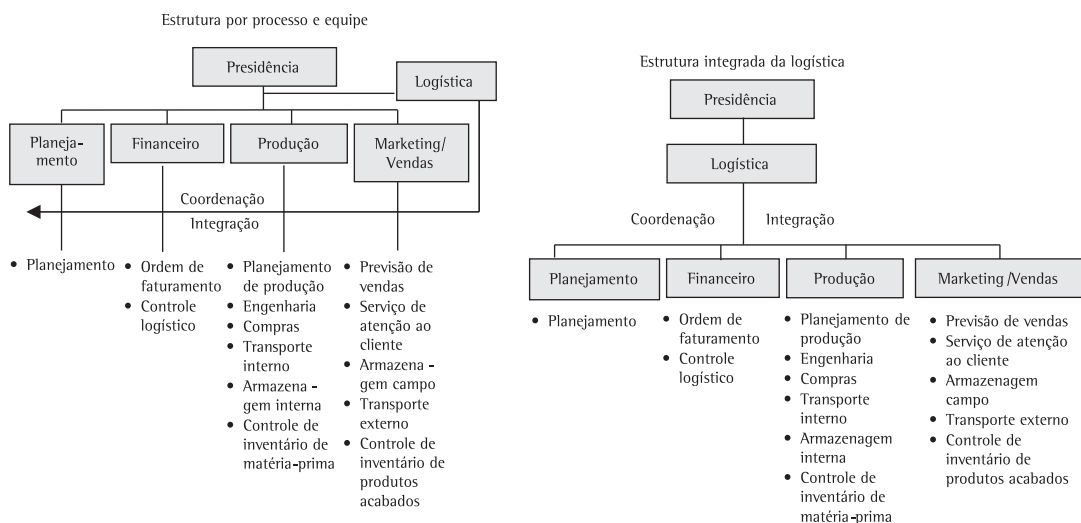 Estrutura por processo e equipe
Presidência
Logística
Planeja-
mento
Financeiro
Produção
Marketing/
Vendas
Coordenação
Integração
• Planejamento
• Ordem de
faturamento
• Controle
logístico
• Planejamento
de produção
• Engenharia
• Compras
• Transporte
interno
• Armazena -
gem interna
• Controle de
inventário de
matéria-prima
• Previsão de
vendas
• Serviço de
atenção ao
cliente
• Armazena -
gem campo
• Transporte
externo
• Controle de
inventário de
produtos
acabados
Estrutura integrada da logística
Presidência
Logística
Coordenação
Integração
Planejamento
Financeiro
Produção
Marketing /Vendas
• Planejamento
• Ordem de
faturamento
• Controle
logístico
• Planejamento de
produção
• Engenharia
• Compras
• Transporte
interno
• Armazenagem
interna
• Controle de
inventário de
matéria-prima
• Previsão de vendas
• Serviço de atenção
ao cliente
• Armazenagem
campo
• Transporte externo
• Controle de
inventário de
produtos acabados